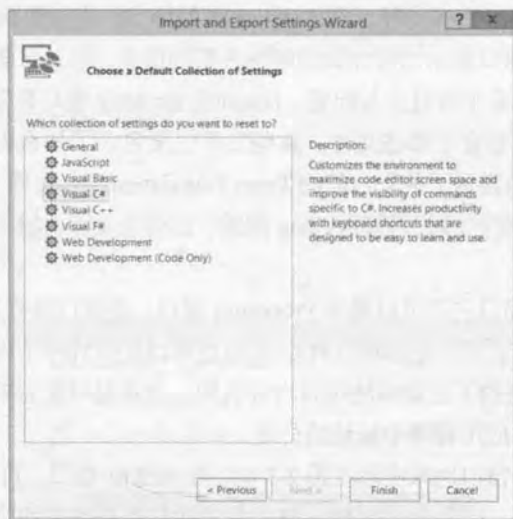 Import and Export Settings Wizard
?
x
Choose a Default Collection of Settings
Which collection of settings do you want to reset to?
General
JavaScript
Visual Basic
Visual C#
Visual C++
Visual F#
Web Development
Web Development (Code Only)
Description:
Customizes the environment to
maximize code editor screen space and
improve the visibility of commands
specific to C#. Increases productivity
with keyboard shortcuts that are
designed to be easy to learn and use.
< Previous
Next >
Finish
Cancel